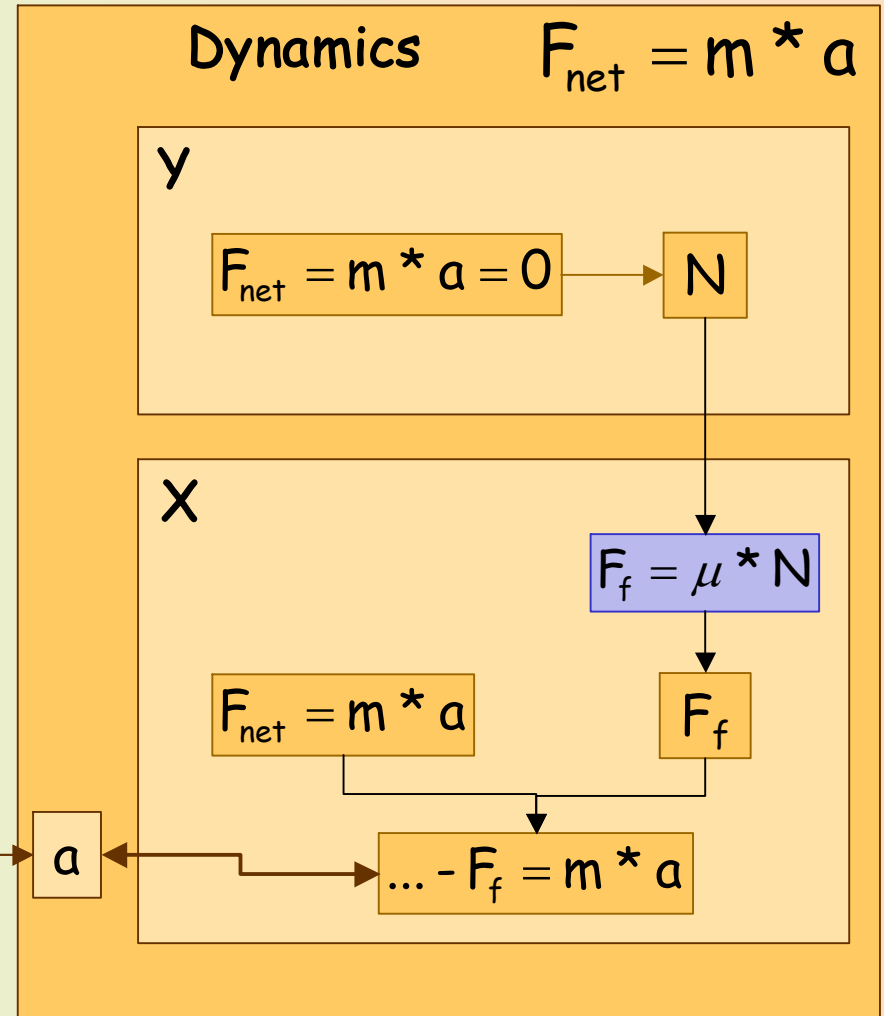 Dynamics F_net = m * a
y
F_net = m * a = 0
N
x
F_f = μ * N
F_net = m * a
F_f
a
... - F_f = m * a